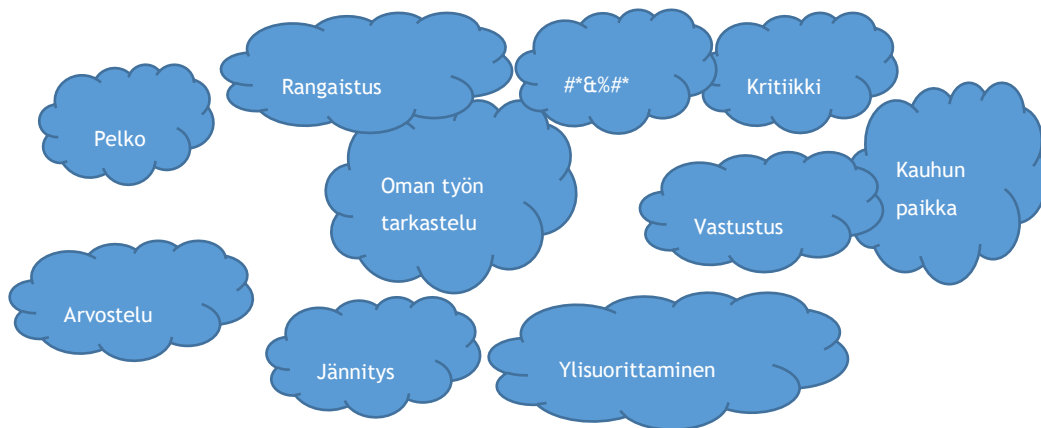 Rangaistus
#*&%#*
Kritiikki
Pelko
Oman työn
tarkastelu
Kauhun
paikka
Vastustus
Arvostelu
Jännitys
Ylisuorittaminen